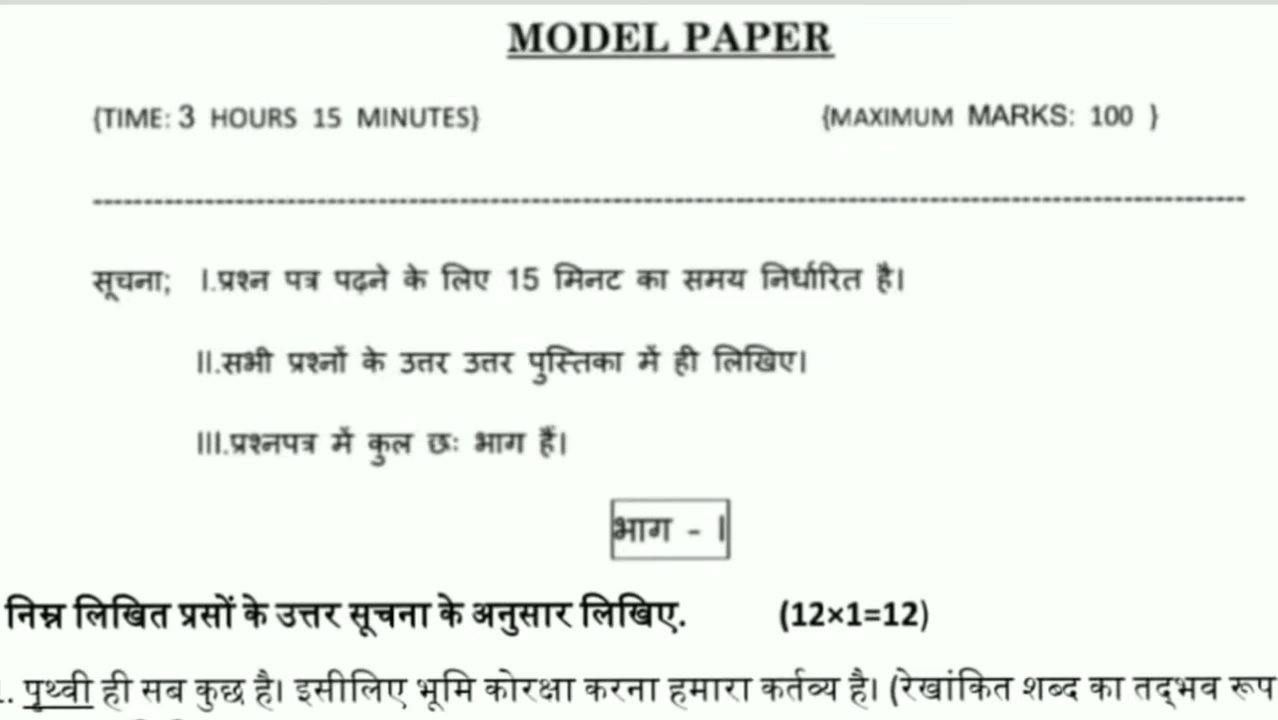 MODEL PAPER
{TIME: 3 HOURS 15 MINUTES} {MAXIMUM MARKS: 100 }
सूचना; I.प्रश्न पत्र पढ़ने के लिए 15 मिनट का समय निर्धारित है।
II.सभी प्रश्नों के उत्तर उत्तर पुस्तिका में ही लिखिए।
III.प्रश्नपत्र में कुल छः भाग हैं।
भाग - I
निम्न लिखित प्रसों के उत्तर सूचना के अनुसार लिखिए. (12×1=12)
. पृथ्वी ही सब कुछ है। इसीलिए भूमि कोरक्षा करना हमारा कर्तव्य है। (रेखांकित शब्द का तद्भव रूप